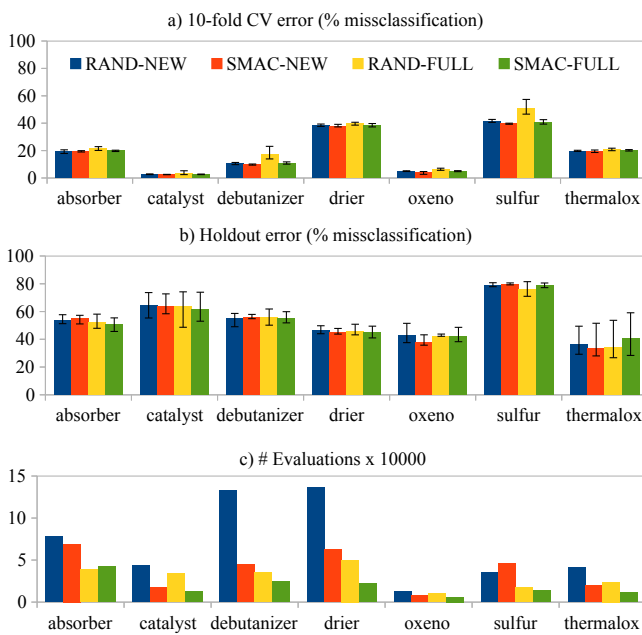 a) 10-fold CV error (% missclassification)
100
80
60
40
20
0
RAND-NEW SMAC-NEW RAND-FULL SMAC-FULL
absorber catalyst debutanizer drier oxeno sulfur thermalox
b) Holdout error (% missclassification)
100
80
60
40
20
0
absorber catalyst debutanizer drier oxeno sulfur thermalox
c) # Evaluations x 10000
15
10
5
0
absorber catalyst debutanizer drier oxeno sulfur thermalox